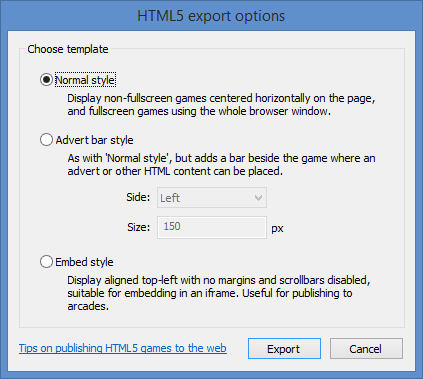 HTML5 export options
Choose template
Normal style
Display non-fullscreen games centered horizontally on the page,
and fullscreen games using the whole browser window.
Advert bar style
As with 'Normal style', but adds a bar beside the game where an
advert or other HTML content can be placed.
Side: Left
Size: 150 px
Embed style
Display aligned top-left with no margins and scrollbars disabled,
suitable for embedding in an iframe. Useful for publishing to
arcades.
Tips on publishing HTML5 games to the web Export Cancel